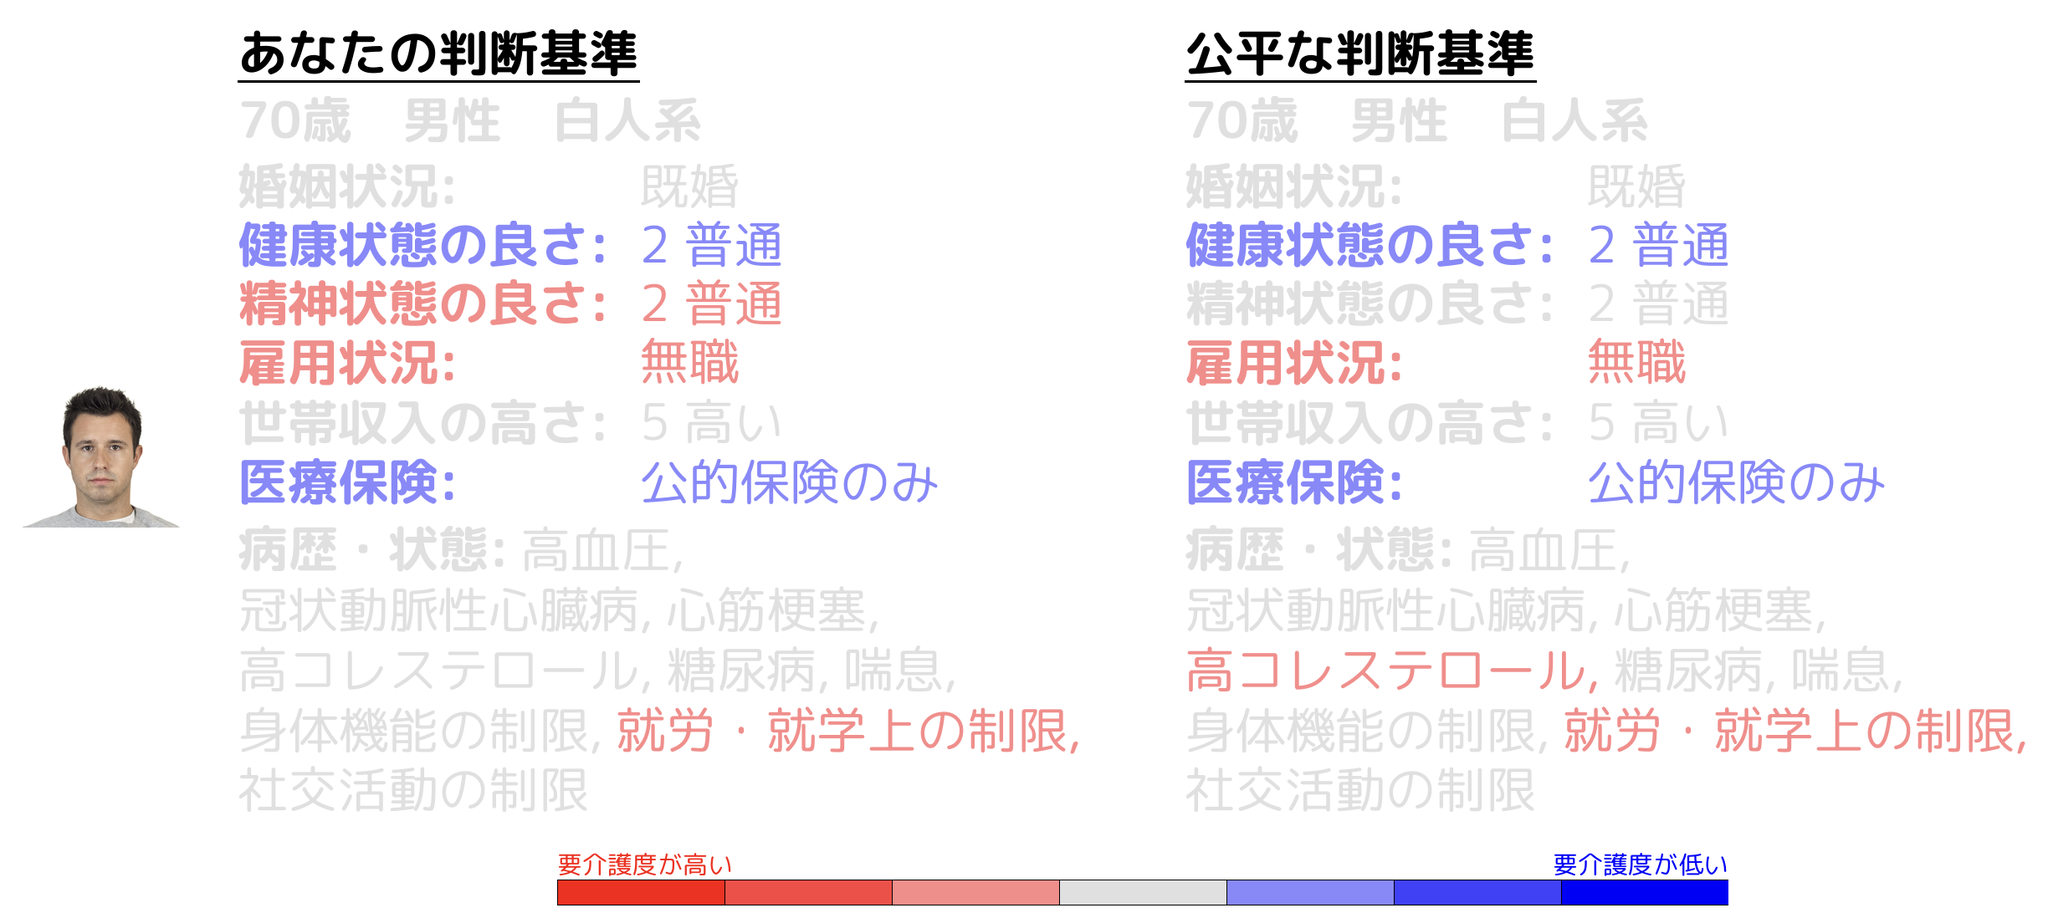 あなたの判断基準
70歳　男性　白人系
婚姻状況: 既婚
健康状態の良さ: 2 普通
精神状態の良さ: 2 普通
雇用状況: 無職
世帯収入の高さ: 5 高い
医療保険: 公的保険のみ
病歴・状態: 高血圧,
冠状動脈性心臓病, 心筋梗塞,
高コレステロール, 糖尿病, 喘息,
身体機能の制限, 就労・就学上の制限,
社交活動の制限
公平な判断基準
70歳　男性　白人系
婚姻状況: 既婚
健康状態の良さ: 2 普通
精神状態の良さ: 2 普通
雇用状況: 無職
世帯収入の高さ: 5 高い
医療保険: 公的保険のみ
病歴・状態: 高血圧,
冠状動脈性心臓病, 心筋梗塞,
高コレステロール, 糖尿病, 喘息,
身体機能の制限, 就労・就学上の制限,
社交活動の制限
要介護度が高い
要介護度が低い